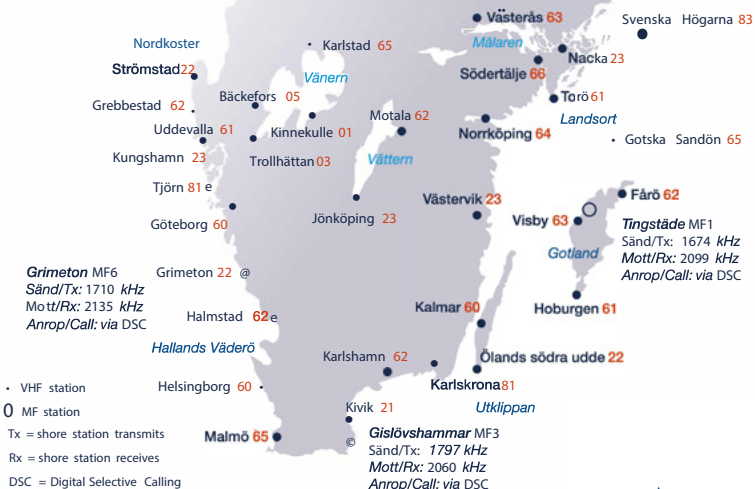 Västerås 63
Svenska Högarna 83
Nordkoster
Karlstad 65
Mälaren
Nacka 23
Strömstad 22
Vänern
Södertälje 66
Bäckefors 05
Torö 61
Grebbestad 62
Motala 62
Landsort
Uddevalla 61
Kinnekulle 01
Norrköping 64
Gotska Sandön 65
Kungshamn 23
Trollhättan 03
Vättern
Tjörn 81 e
Västervik 23
Fårö 62
Göteborg 60
Jönköping 23
Visby 63
Tingstäde MF1
Sänd/Tx: 1674 kHz
Mott/Rx: 2099 kHz
Anrop/Call: via DSC
Gotland
Grimeton MF6
Sänd/Tx: 1710 kHz
Mott/Rx: 2135 kHz
Anrop/Call: via DSC
Grimeton 22 @
Halmstad 62 e
Kalmar 60
Hoburgen 61
Hallands Väderö
Karlshamn 62
Ölands södra udde 22
Helsingborg 60
Karlskrona 81
Kivik 21
Utklippan
Malmö 65
©
Gislövshammar MF3
Sänd/Tx: 1797 kHz
Mott/Rx: 2060 kHz
Anrop/Call: via DSC
· VHF station
0 MF station
Tx = shore station transmits
Rx = shore station receives
DSC = Digital Selective Calling